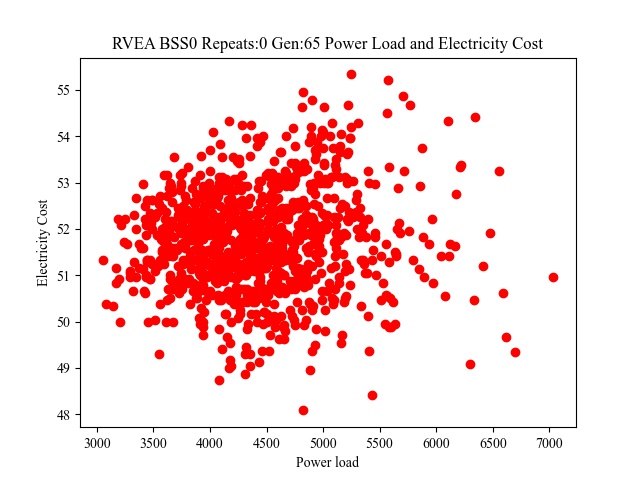 RVEA BSS0 Repeats:0 Gen:65 Power Load and Electricity Cost
55
54
53
52
51
50
49
48
Electricity Cost
3000 3500 4000 4500 5000 5500 6000 6500 7000
Power load